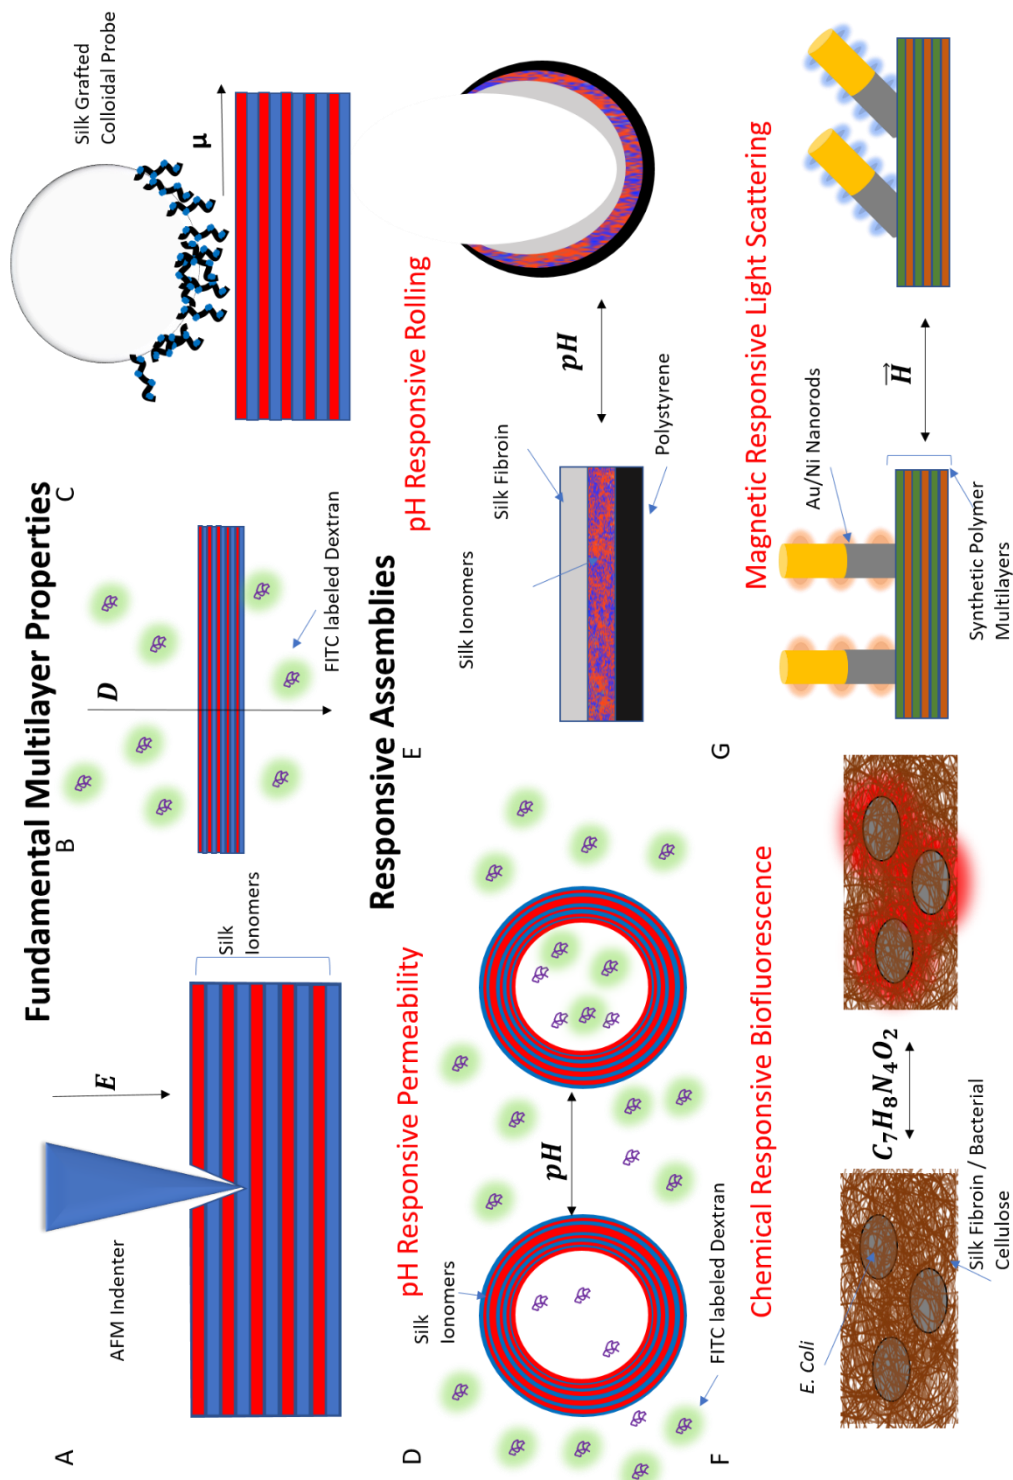 Fundamental Multilayer Properties
A
AFM Indenter
E
Silk
Ionomers
B
D
FITC labeled Dextran
C
Silk Grafted
Colloidal Probe
μ
Responsive Assemblies
D
pH Responsive Permeability
Silk
Ionomers
pH
FITC labeled Dextran
E
pH Responsive Rolling
Silk Ionomers
Silk Fibroin
pH
Polystyrene
F
Chemical Responsive Biofluorescence
E. Coli
C₇H₈N₄O₂
Silk Fibroin / Bacterial
Cellulose
G
Magnetic Responsive Light Scattering
Au/Ni Nanorods
H⃗
Synthetic Polymer
Multilayers